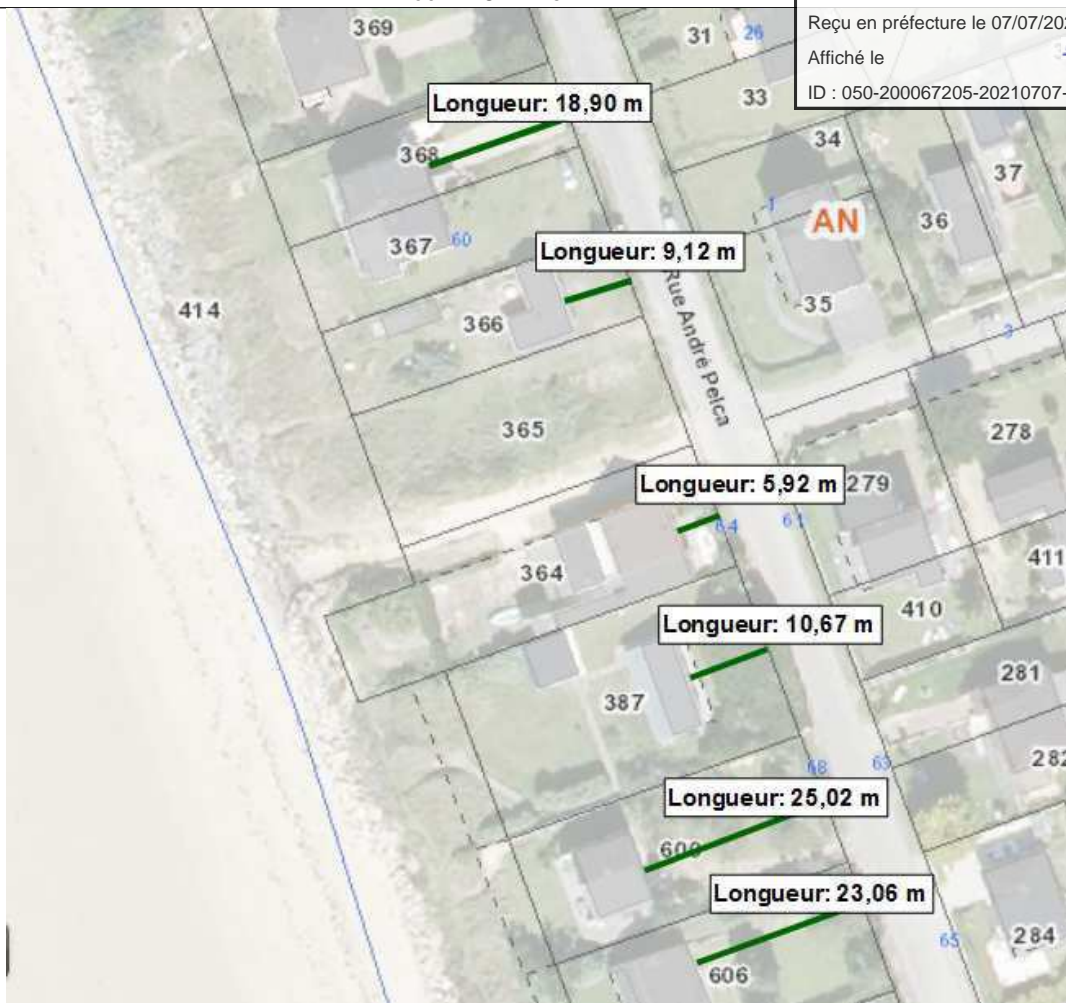 Reçu en préfecture le 07/07/202
Affiché le
ID : 050-200067205-20210707-
369
31
26
33
Longueur: 18,90 m
368
34
37
1
AN
36
367
60
Longueur: 9,12 m
414
366
35
3
Rue André Pelca
365
278
Longueur: 5,92 m
279
64
61
364
411
410
Longueur: 10,67 m
387
281
68
63
282
Longueur: 25,02 m
600
Longueur: 23,06 m
65
284
606